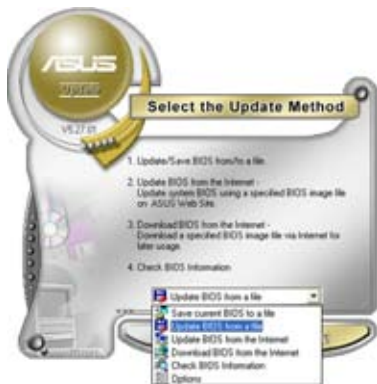 ASUS
Update
V6.27.01
Select the Update Method
1. Update/Save BIOS from/to a file.
2. Update BIOS from the Internet -
Update system BIOS using a specified BIOS image file
on ASUS Web Site.
3. Download BIOS from the Internet -
Download a specified BIOS image file via Internet for
later usage.
4. Check BIOS Information
Update BIOS from a file
Save current BIOS to a file
Update BIOS from a file
Update BIOS from the Internet
Download BIOS from the Internet
Check BIOS Information
Options